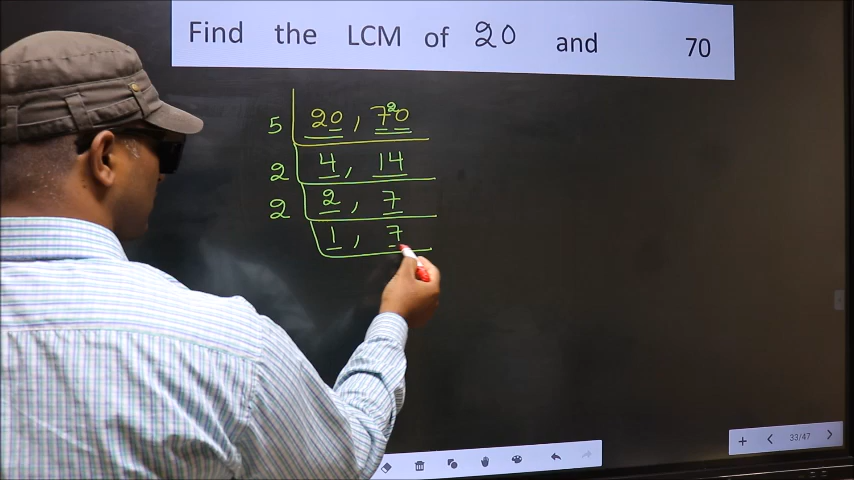 Find the LCM of 20 and 70
5 20, 7²0
2 4, 14
2 2, 7
1, 7
33/47